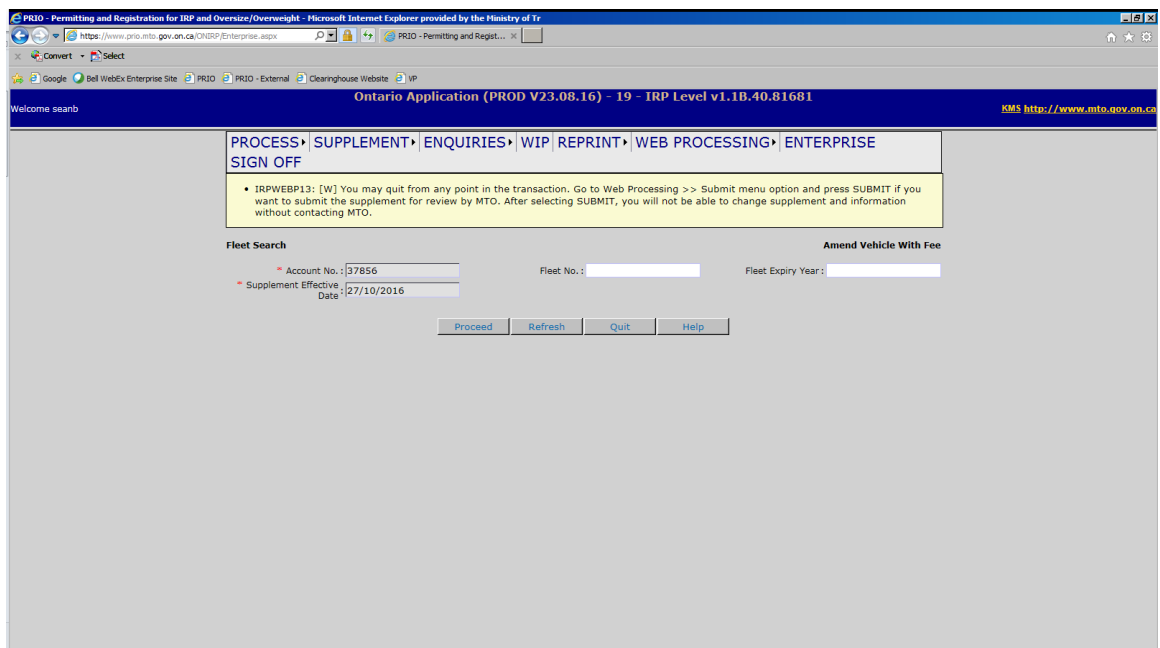 PRIO - Permitting and Registration for IRP and Oversize/Overweight - Microsoft Internet Explorer provided by the Ministry of Tr
https://www.prio.mto.gov.on.ca/ONIRP/Enterprise.aspx PRIO - Permitting and Regist...
Convert Select
Google Bell WebEx Enterprise Site PRIO PRIO - External Clearinghouse Website VP
Ontario Application (PROD V23.08.16) - 19 - IRP Level v1.1B.40.81681
Welcome seanb KMS http://www.mto.gov.on.ca
PROCESS SUPPLEMENT ENQUIRIES WIP REPRINT WEB PROCESSING ENTERPRISE
SIGN OFF
• IRPWEBP13: [W] You may quit from any point in the transaction. Go to Web Processing >> Submit menu option and press SUBMIT if you
want to submit the supplement for review by MTO. After selecting SUBMIT, you will not be able to change supplement and information
without contacting MTO.
Fleet Search Amend Vehicle With Fee
* Account No. : 37856 Fleet No. : Fleet Expiry Year :
* Supplement Effective
Date : 27/10/2016
Proceed Refresh Quit Help